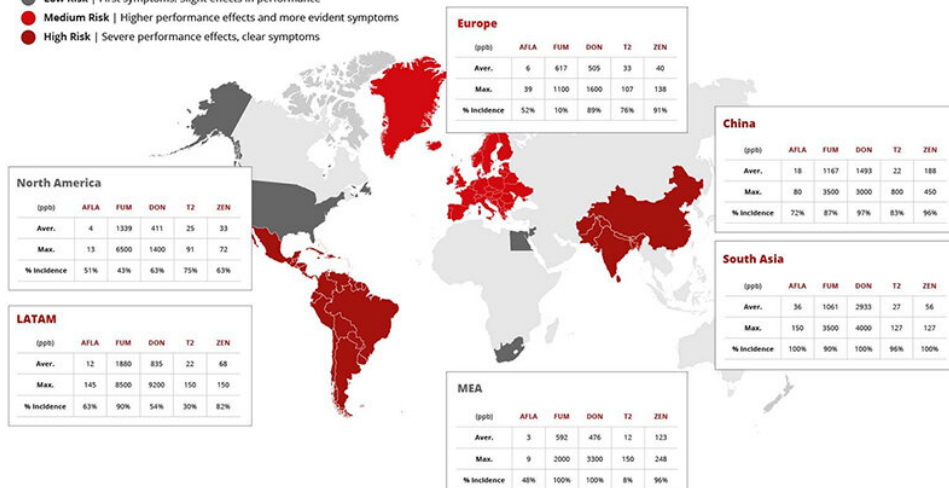 Low Risk | First symptoms, slight effects in performance
Medium Risk | Higher performance effects and more evident symptoms
High Risk | Severe performance effects, clear symptoms
Europe
(ppb) AFLA FUM DON T2 ZEN
Aver. 6 617 505 33 40
Max. 39 1100 1600 107 138
% Incidence 52% 10% 89% 76% 91%
China
(ppb) AFLA FUM DON T2 ZEN
Aver. 18 1167 1493 22 188
Max. 80 3500 3000 800 450
% Incidence 72% 87% 97% 83% 96%
North America
(ppb) AFLA FUM DON T2 ZEN
Aver. 4 1339 411 25 33
Max. 13 6500 1400 91 72
% Incidence 51% 43% 63% 75% 63%
South Asia
(ppb) AFLA FUM DON T2 ZEN
Aver. 36 1061 2933 27 56
Max. 150 3500 4000 127 127
% Incidence 100% 90% 100% 96% 100%
LATAM
(ppb) AFLA FUM DON T2 ZEN
Aver. 12 1880 835 22 68
Max. 145 8500 9200 150 150
% Incidence 63% 90% 54% 30% 82%
MEA
(ppb) AFLA FUM DON T2 ZEN
Aver. 3 592 476 12 123
Max. 9 2000 3300 150 248
% Incidence 48% 100% 100% 8% 96%